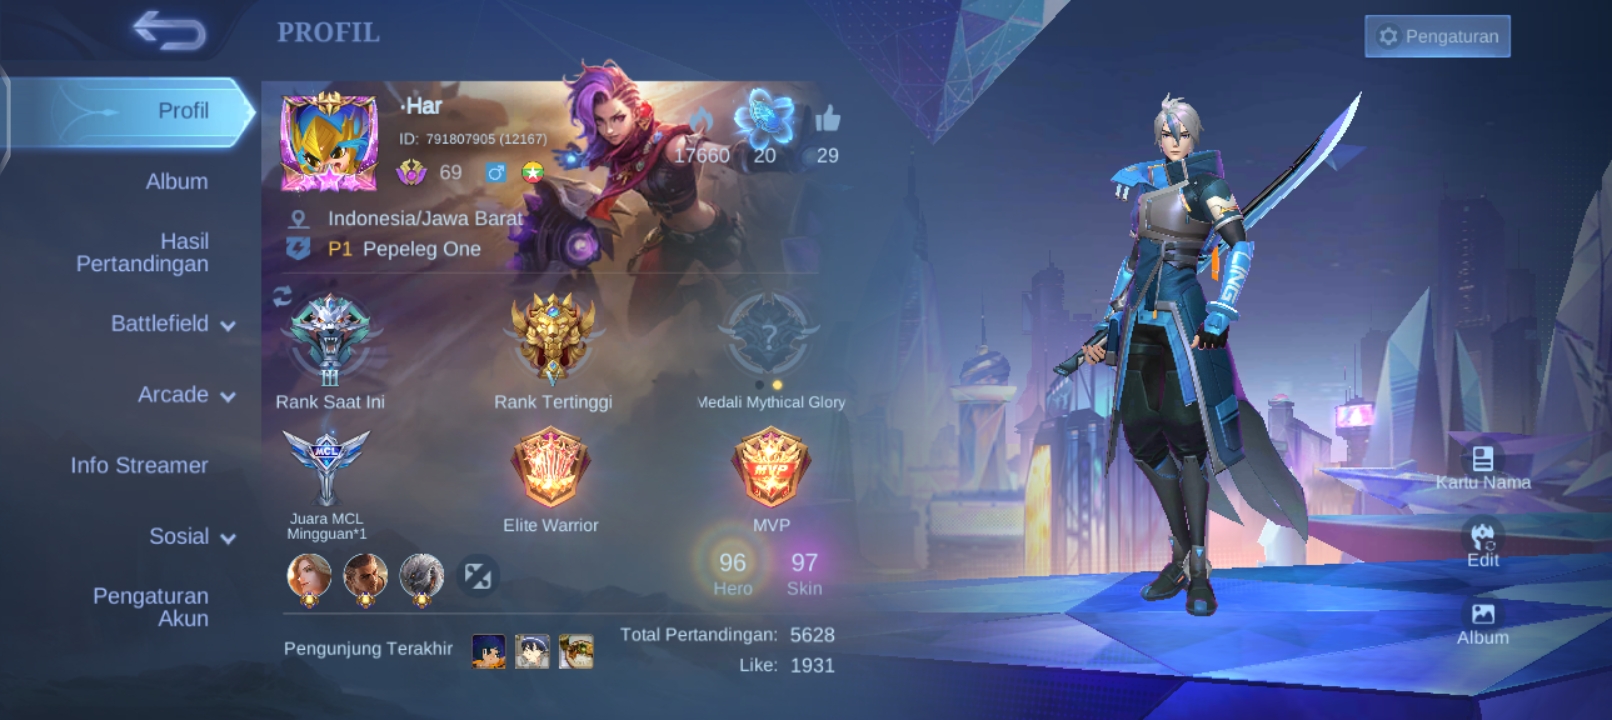 PROFIL
Pengaturan
Profil
Album
Hasil
Pertandingan
Battlefield
Arcade
Info Streamer
Sosial
Pengaturan
Akun
·Har
ID: 791807905 (12167)
69
17660 20 29
Indonesia/Jawa Barat
P1 Pepeleg One
III
V
?
Rank Saat Ini
Rank Tertinggi
Medali Mythical Glory
MCL
MVP
Juara MCL
Mingguan*1
Elite Warrior
MVP
96
Hero
97
Skin
Pengunjung Terakhir
Total Pertandingan: 5628
Like: 1931
Kartu Nama
Edit
Album